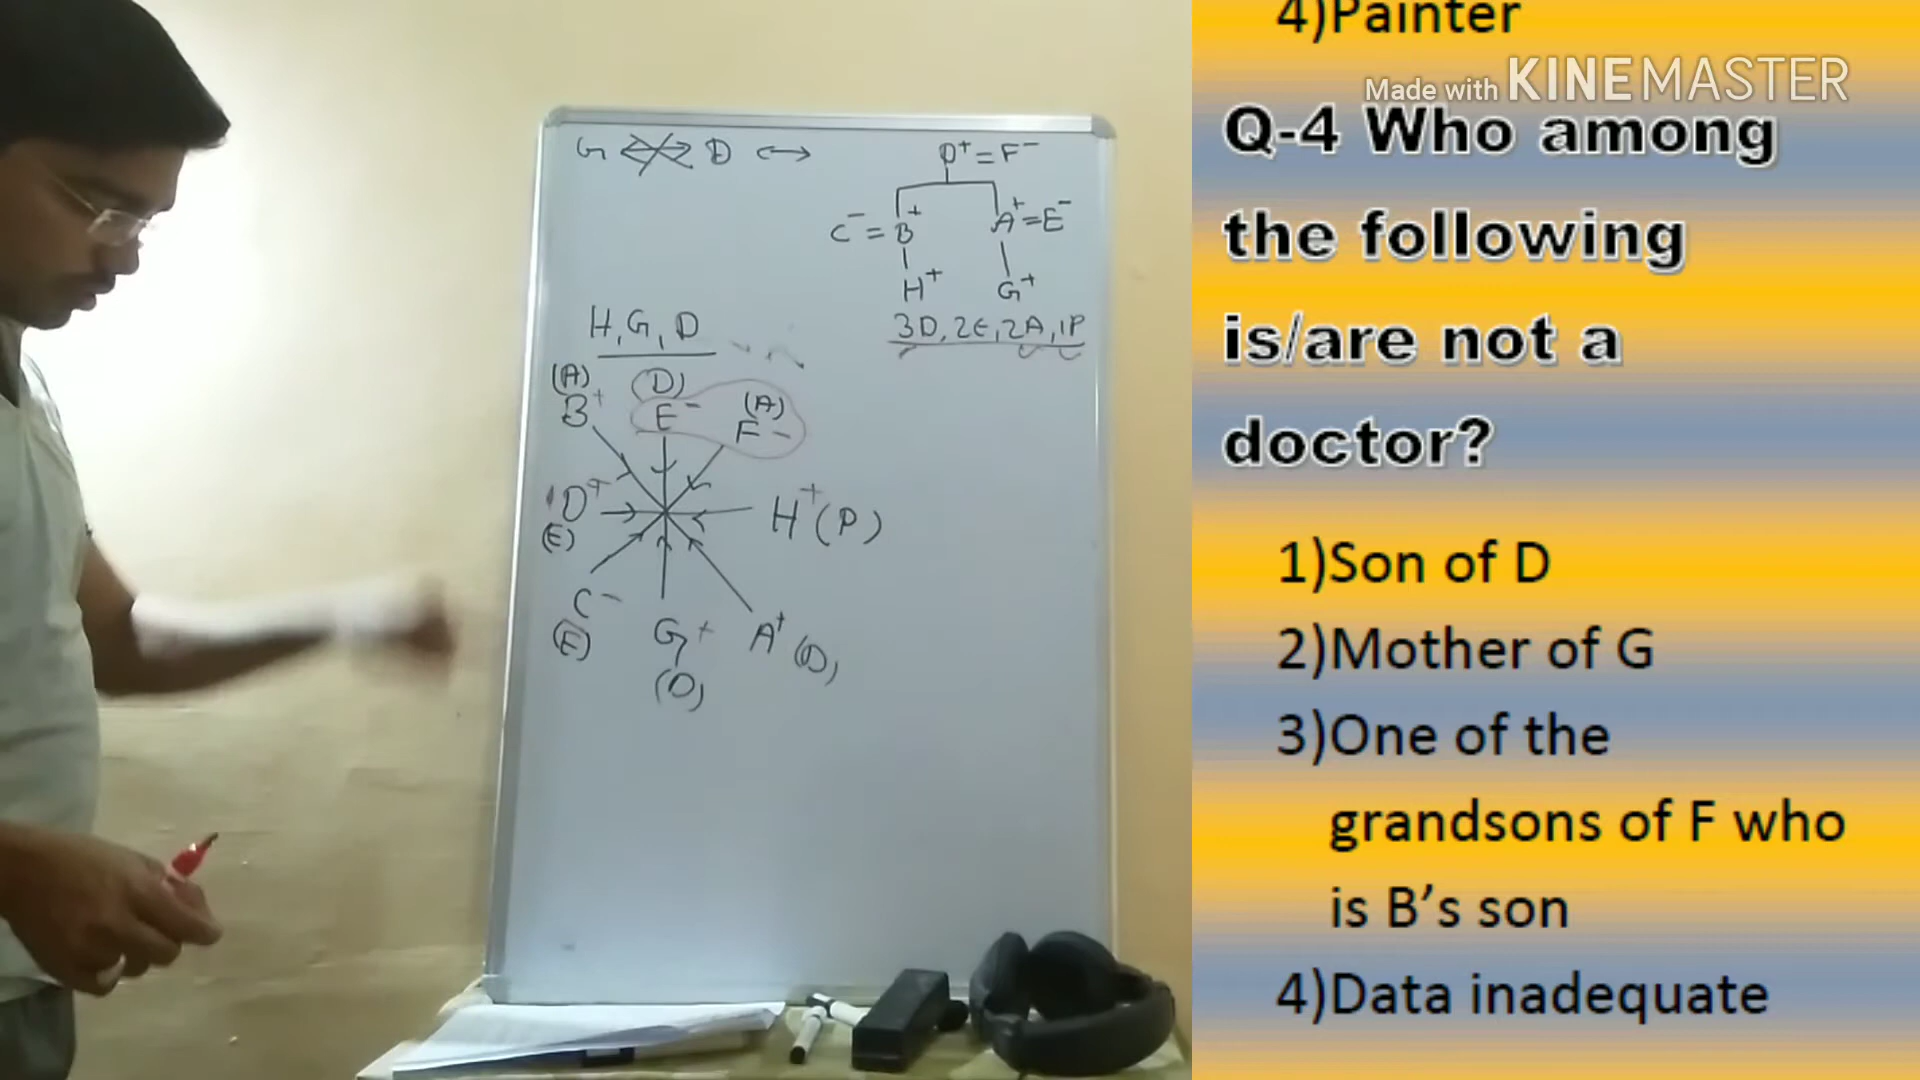 G D ↔
D⁺ = F⁻
C⁻ = B⁺ A⁺ = E⁻
H⁺ G⁺
3D, 2E, 2A, 1P
H, G, D
(A) (D) (A)
B⁺ E⁻ F⁻
D⁺ H⁺ (P)
(E)
C⁻ G⁺ A⁺ (D)
(E) (D)
4)Painter
Made with KINEMASTER
Q-4 Who among
the following
is/are not a
doctor?
1)Son of D
2)Mother of G
3)One of the
grandsons of F who
is B’s son
4)Data inadequate